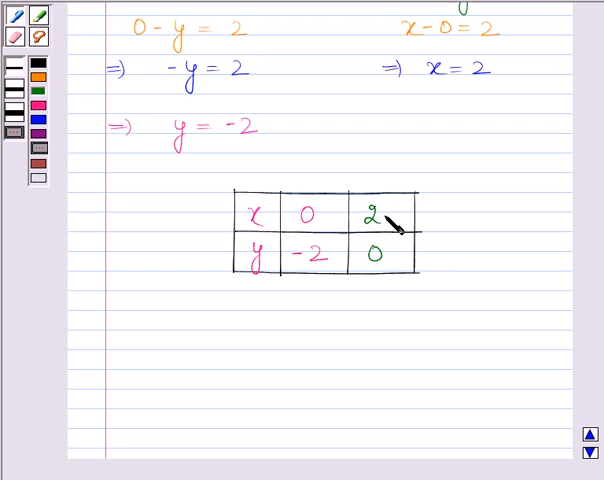 0 - y = 2
x - 0 = 2
⇒ -y = 2
⇒ x = 2
⇒ y = -2
x 0 2
y -2 0